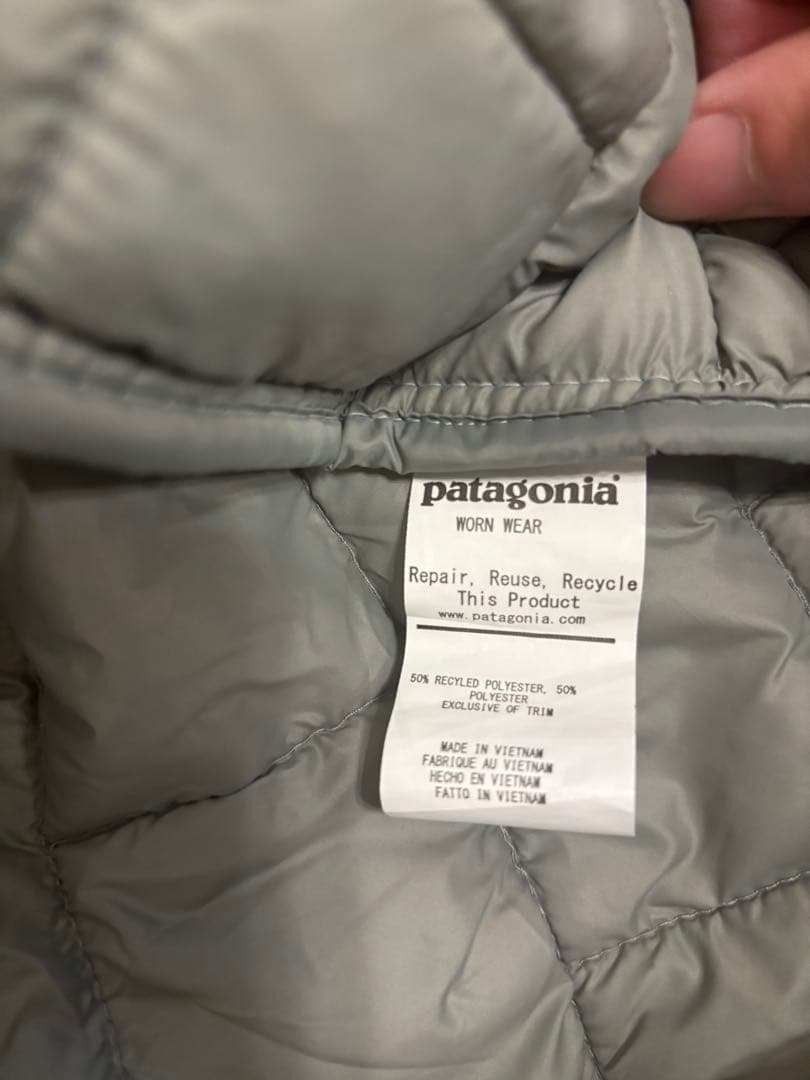 patagonia
WORN WEAR
Repair, Reuse, Recycle
This Product
www.patagonia.com
50% RECYLED POLYESTER, 50%
POLYESTER
EXCLUSIVE OF TRIM
MADE IN VIETNAM
FABRIQUE AU VIETNAM
HECHO EN VIETNAM
FATTO IN VIETNAM